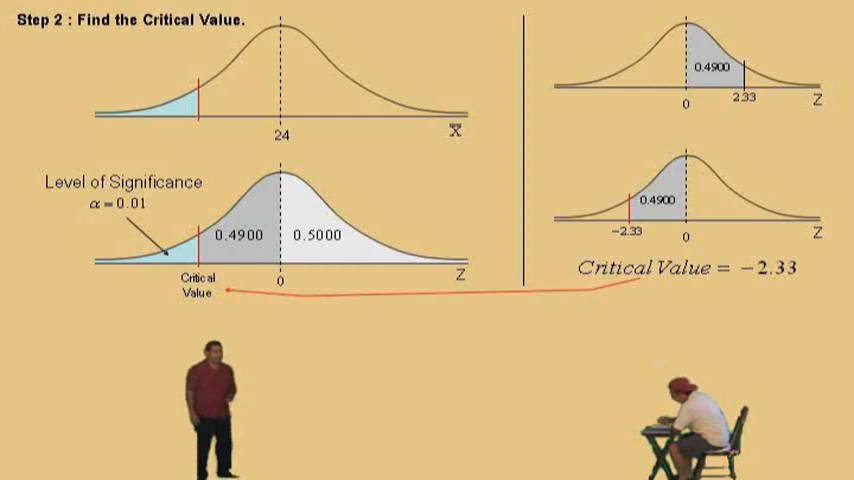 Step 2 : Find the Critical Value.
24
X̅
Level of Significance
α = 0.01
0.4900
0.5000
Critical
Value
0
Z
0.4900
0
2.33
Z
0.4900
−2.33
0
Z
Critical Value = −2.33